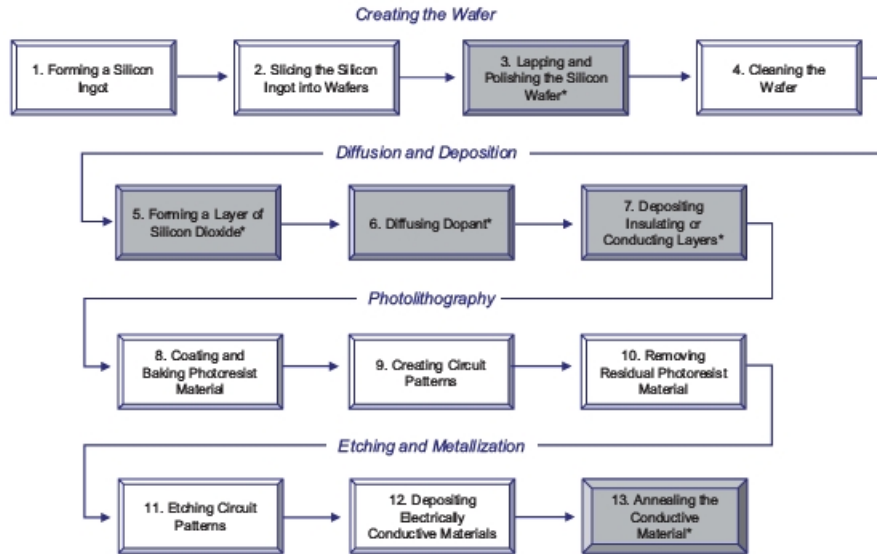 Creating the Wafer
1. Forming a Silicon
Ingot
2. Slicing the Silicon
Ingot into Wafers
3. Lapping and
Polishing the Silicon
Wafer*
4. Cleaning the
Wafer
Diffusion and Deposition
5. Forming a Layer of
Silicon Dioxide*
6. Diffusing Dopant*
7. Depositing
Insulating or
Conducting Layers*
Photolithography
8. Coating and
Baking Photoresist
Material
9. Creating Circuit
Patterns
10. Removing
Residual Photoresist
Material
Etching and Metallization
11. Etching Circuit
Patterns
12. Depositing
Electrically
Conductive Materials
13. Annealing the
Conductive
Material*